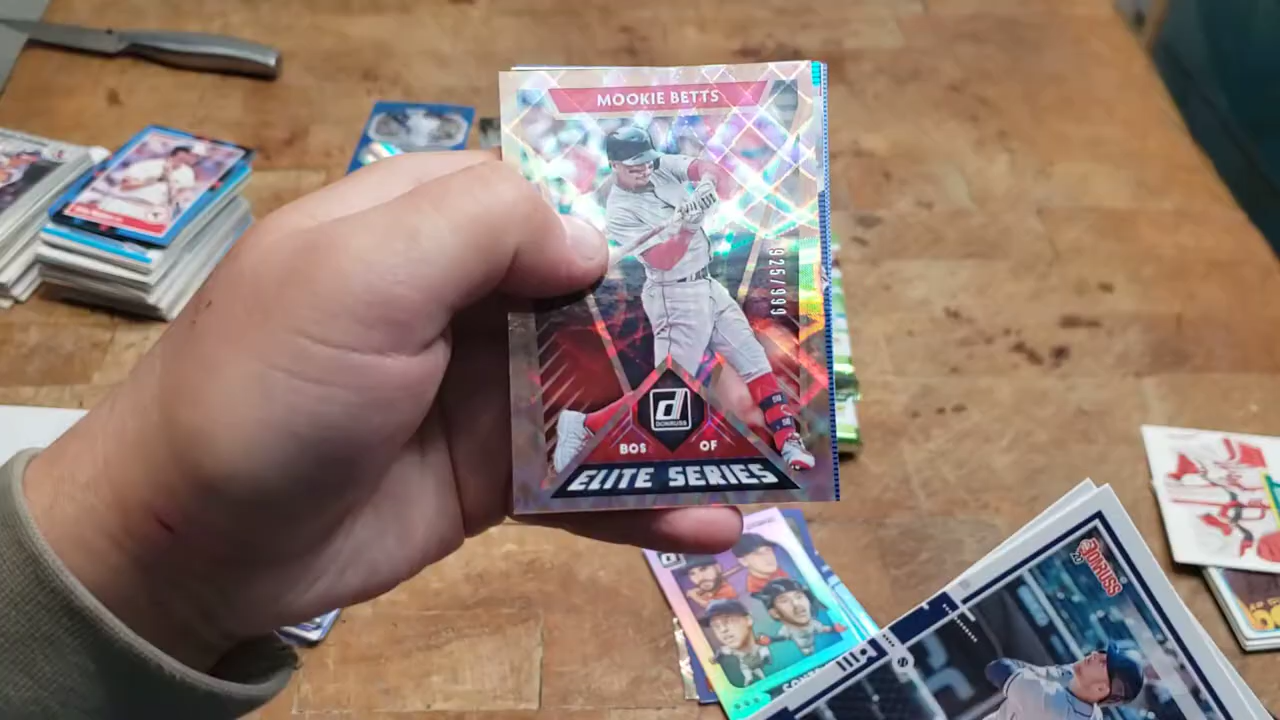 MOOKIE BETTS
925/999
d
DONRUSS
BOS OF
ELITE SERIES
DONRUSS